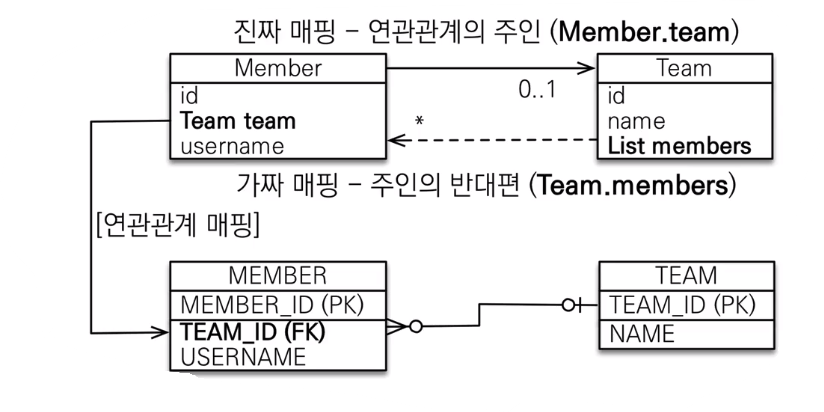 진짜 매핑 – 연관관계의 주인 (Member.team)
Member
id
Team team
username
0..1
*
Team
id
name
List members
가짜 매핑 – 주인의 반대편 (Team.members)
[연관관계 매핑]
MEMBER
MEMBER_ID (PK)
TEAM_ID (FK)
USERNAME
TEAM
TEAM_ID (PK)
NAME